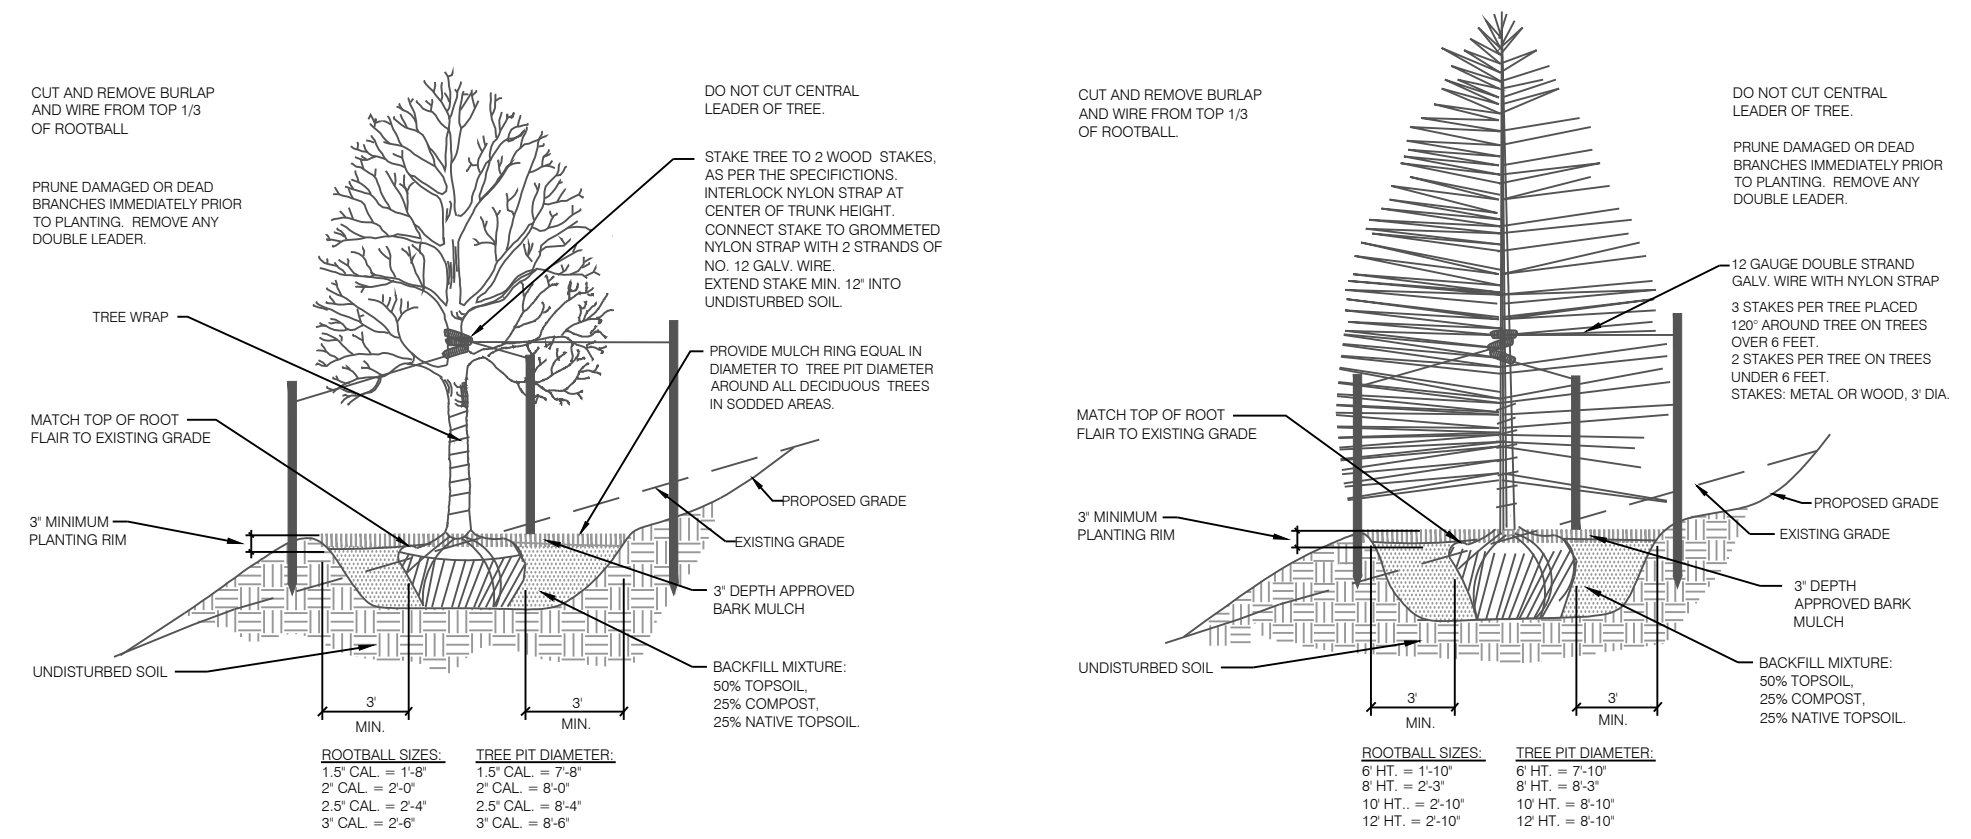 CUT AND REMOVE BURLAP
AND WIRE FROM TOP 1/3
OF ROOTBALL
PRUNE DAMAGED OR DEAD
BRANCHES IMMEDIATELY PRIOR
TO PLANTING. REMOVE ANY
DOUBLE LEADER.
TREE WRAP
MATCH TOP OF ROOT
FLAIR TO EXISTING GRADE
3" MINIMUM
PLANTING RIM
UNDISTURBED SOIL
DO NOT CUT CENTRAL
LEADER OF TREE.
STAKE TREE TO 2 WOOD STAKES,
AS PER THE SPECIFICTIONS.
INTERLOCK NYLON STRAP AT
CENTER OF TRUNK HEIGHT.
CONNECT STAKE TO GROMMETED
NYLON STRAP WITH 2 STRANDS OF
NO. 12 GALV. WIRE.
EXTEND STAKE MIN. 12" INTO
UNDISTURBED SOIL.
PROVIDE MULCH RING EQUAL IN
DIAMETER TO TREE PIT DIAMETER
AROUND ALL DECIDUOUS TREES
IN SODDED AREAS.
PROPOSED GRADE
EXISTING GRADE
3" DEPTH APPROVED
BARK MULCH
BACKFILL MIXTURE:
50% TOPSOIL,
25% COMPOST,
25% NATIVE TOPSOIL.
3'
MIN.
3'
MIN.
ROOTBALL SIZES:
1.5" CAL. = 1'-8"
2" CAL. = 2'-0"
2.5" CAL. = 2'-4"
3" CAL. = 2'-6"
TREE PIT DIAMETER:
1.5" CAL. = 7'-8"
2" CAL. = 8'-0"
2.5" CAL. = 8'-4"
3" CAL. = 8'-6"
CUT AND REMOVE BURLAP
AND WIRE FROM TOP 1/3
OF ROOTBALL.
MATCH TOP OF ROOT
FLAIR TO EXISTING GRADE
3" MINIMUM
PLANTING RIM
UNDISTURBED SOIL
DO NOT CUT CENTRAL
LEADER OF TREE.
PRUNE DAMAGED OR DEAD
BRANCHES IMMEDIATELY PRIOR
TO PLANTING. REMOVE ANY
DOUBLE LEADER.
12 GAUGE DOUBLE STRAND
GALV. WIRE WITH NYLON STRAP
3 STAKES PER TREE PLACED
120° AROUND TREE ON TREES
OVER 6 FEET.
2 STAKES PER TREE ON TREES
UNDER 6 FEET.
STAKES: METAL OR WOOD, 3' DIA.
PROPOSED GRADE
EXISTING GRADE
3" DEPTH
APPROVED BARK
MULCH
BACKFILL MIXTURE:
50% TOPSOIL,
25% COMPOST,
25% NATIVE TOPSOIL.
3'
MIN.
3'
MIN.
ROOTBALL SIZES:
6' HT. = 1'-10"
8' HT. = 2'-3"
10' HT.. = 2'-10"
12' HT. = 2'-10"
TREE PIT DIAMETER:
6' HT. = 7'-10"
8' HT. = 8'-3"
10' HT. = 8'-10"
12' HT. = 8'-10"